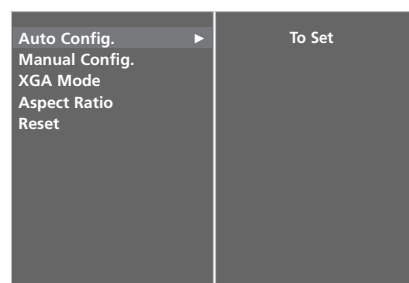 Auto Config. ►
To Set
Manual Config.
XGA Mode
Aspect Ratio
Reset